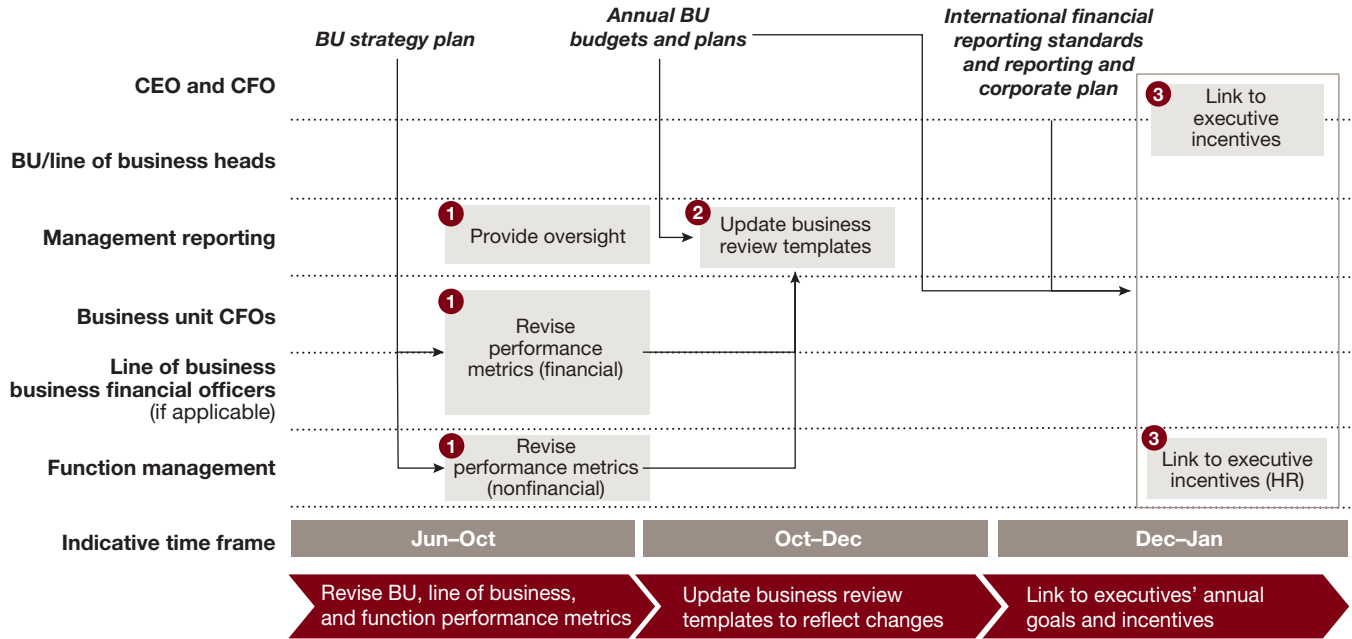 BU strategy plan
Annual BU
budgets and plans
International financial
reporting standards
and reporting and
corporate plan
CEO and CFO
3
Link to
executive
incentives
BU/line of business heads
Management reporting
1
Provide oversight
2
Update business
review templates
Business unit CFOs
1
Revise
performance
metrics (financial)
Line of business
business financial officers
(if applicable)
Function management
1
Revise
performance metrics
(nonfinancial)
3
Link to executive
incentives (HR)
Indicative time frame
Jun–Oct
Oct–Dec
Dec–Jan
Revise BU, line of business,
and function performance metrics
Update business review
templates to reflect changes
Link to executives’ annual
goals and incentives